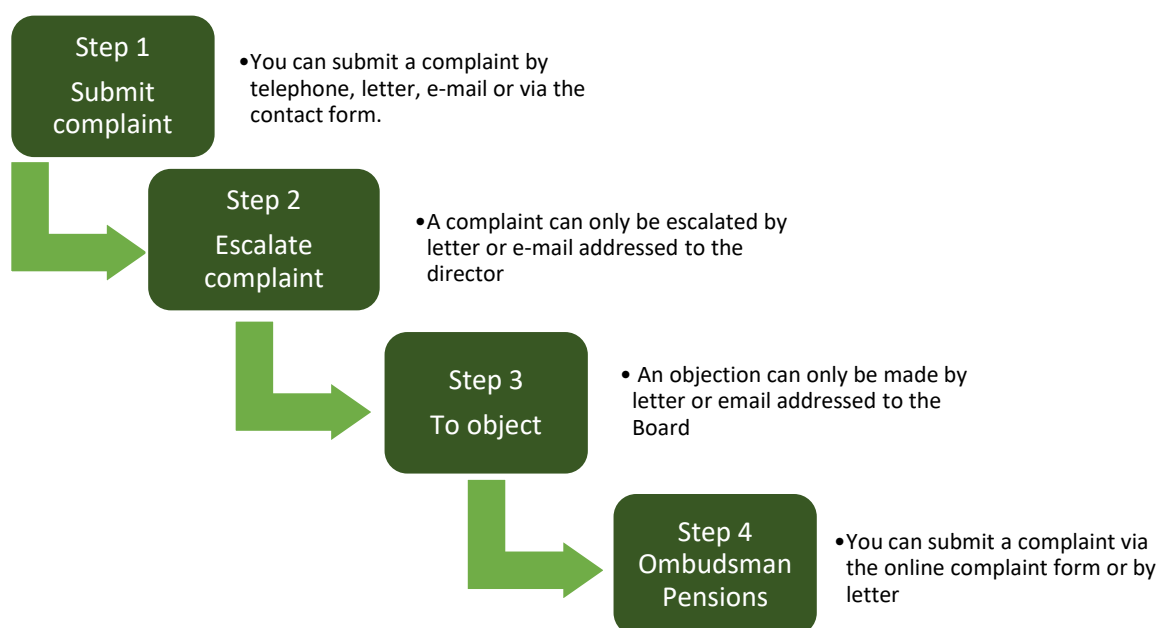 Step 1
Submit
complaint
•You can submit a complaint by
telephone, letter, e-mail or via the
contact form.
Step 2
Escalate
complaint
•A complaint can only be escalated by
letter or e-mail addressed to the
director
Step 3
To object
• An objection can only be made by
letter or email addressed to the
Board
Step 4
Ombudsman
Pensions
•You can submit a complaint via
the online complaint form or by
letter